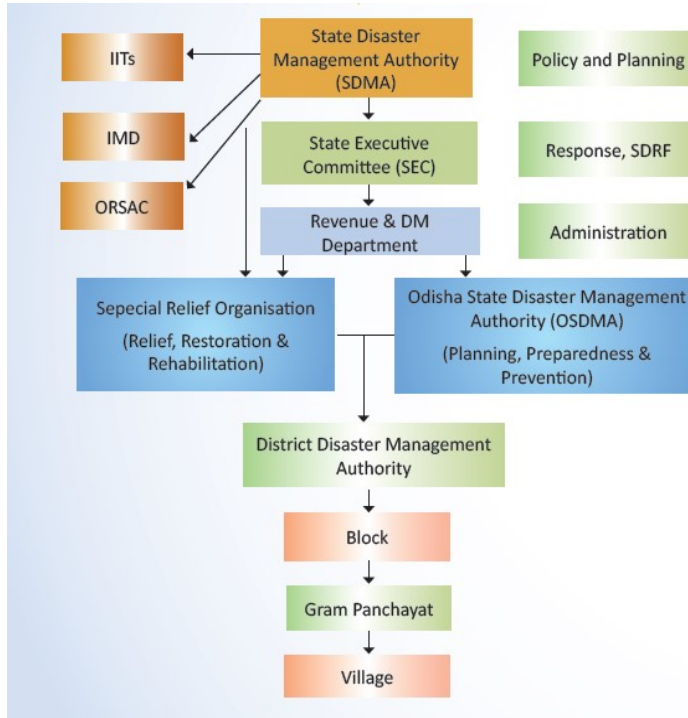 IITs
State Disaster
Management Authority
(SDMA)
Policy and Planning
IMD
State Executive
Committee (SEC)
Response, SDRF
ORSAC
Revenue & DM
Department
Administration
Sepecial Relief Organisation
(Relief, Restoration &
Rehabilitation)
Odisha State Disaster Management
Authority (OSDMA)
(Planning, Preparedness &
Prevention)
District Disaster Management
Authority
Block
Gram Panchayat
Village